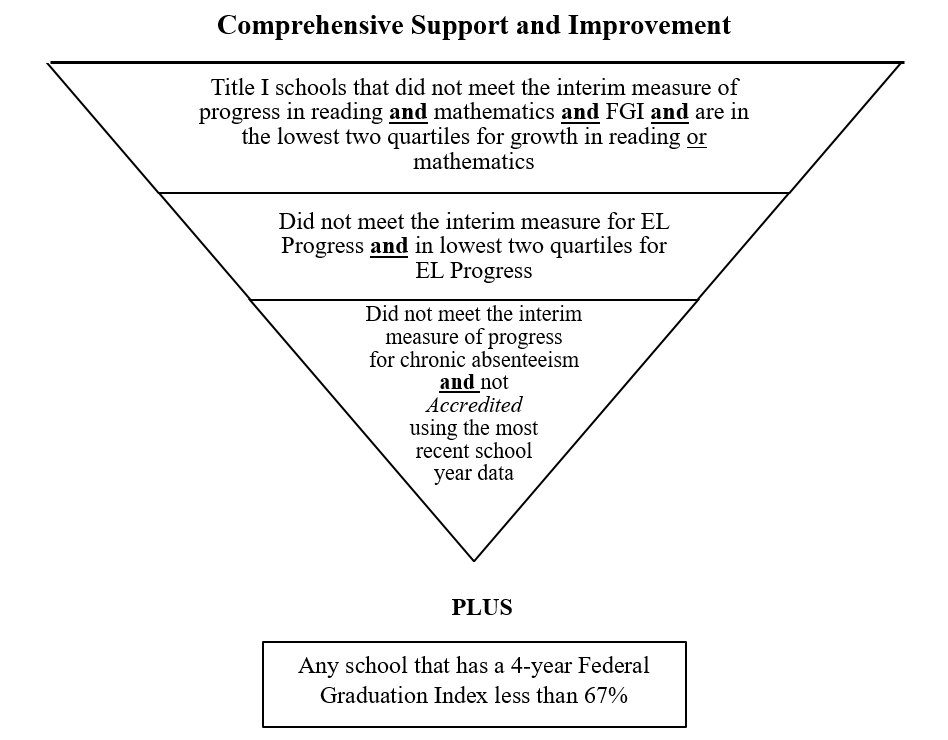 Comprehensive Support and Improvement
Title I schools that did not meet the interim measure of
progress in reading and mathematics and FGI and are in
the lowest two quartiles for growth in reading or
mathematics
Did not meet the interim measure for EL
Progress and in lowest two quartiles for
EL Progress
Did not meet the interim
measure of progress
for chronic absenteeism
and not
Accredited
using the most
recent school
year data
PLUS
Any school that has a 4-year Federal
Graduation Index less than 67%